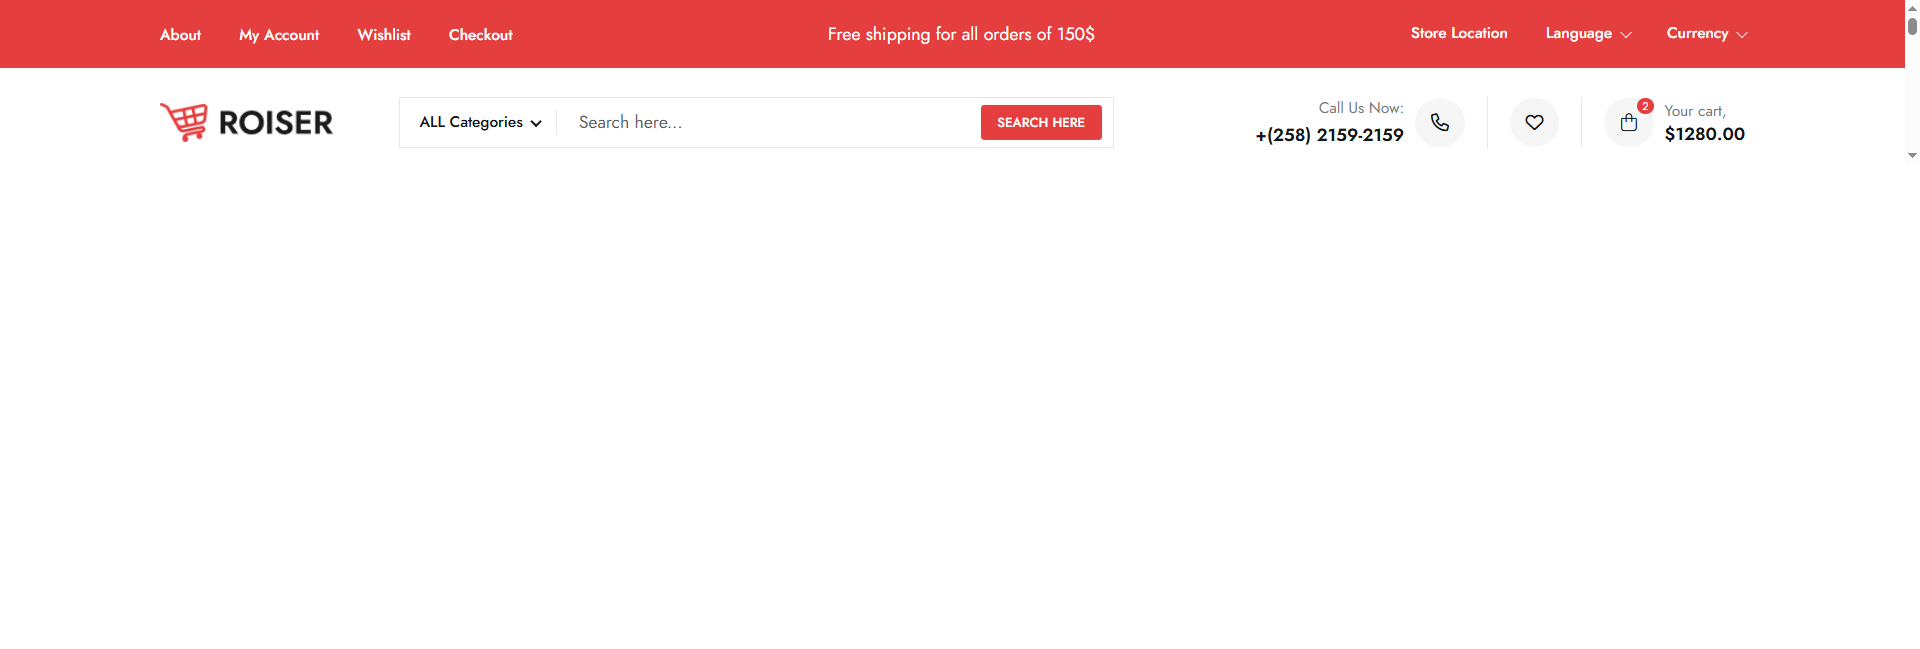 About My Account Wishlist Checkout Free shipping for all orders of 150$ Store Location Language Currency
ROISER
ALL Categories Search here... SEARCH HERE
Call Us Now:
+(258) 2159-2159
2
Your cart,
$1280.00